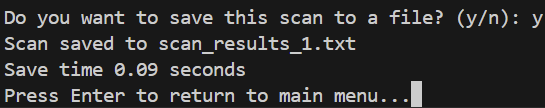 Do you want to save this scan to a file? (y/n): y
Scan saved to scan_results_1.txt
Save time 0.09 seconds
Press Enter to return to main menu...